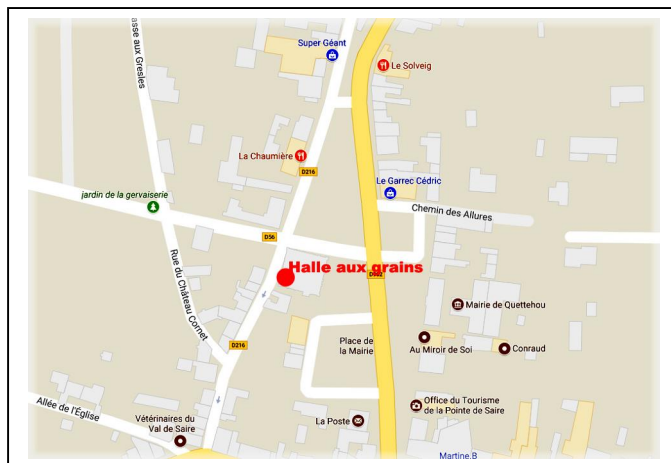 asse aux Gresles
Super Géant
Le Solveig
La Chaumière
D216
Le Garrec Cédric
jardin de la gervaiserie
Chemin des Allures
D56
Rue du Château Cornet
Halle aux grains
D902
Mairie de Quettehou
D216
Place de
la Mairie
Au Miroir de Soi
Conraud
Allée de l'Église
Vétérinaires du
Val de Saire
Office du Tourisme
de la Pointe de Saire
La Poste
Martine.B